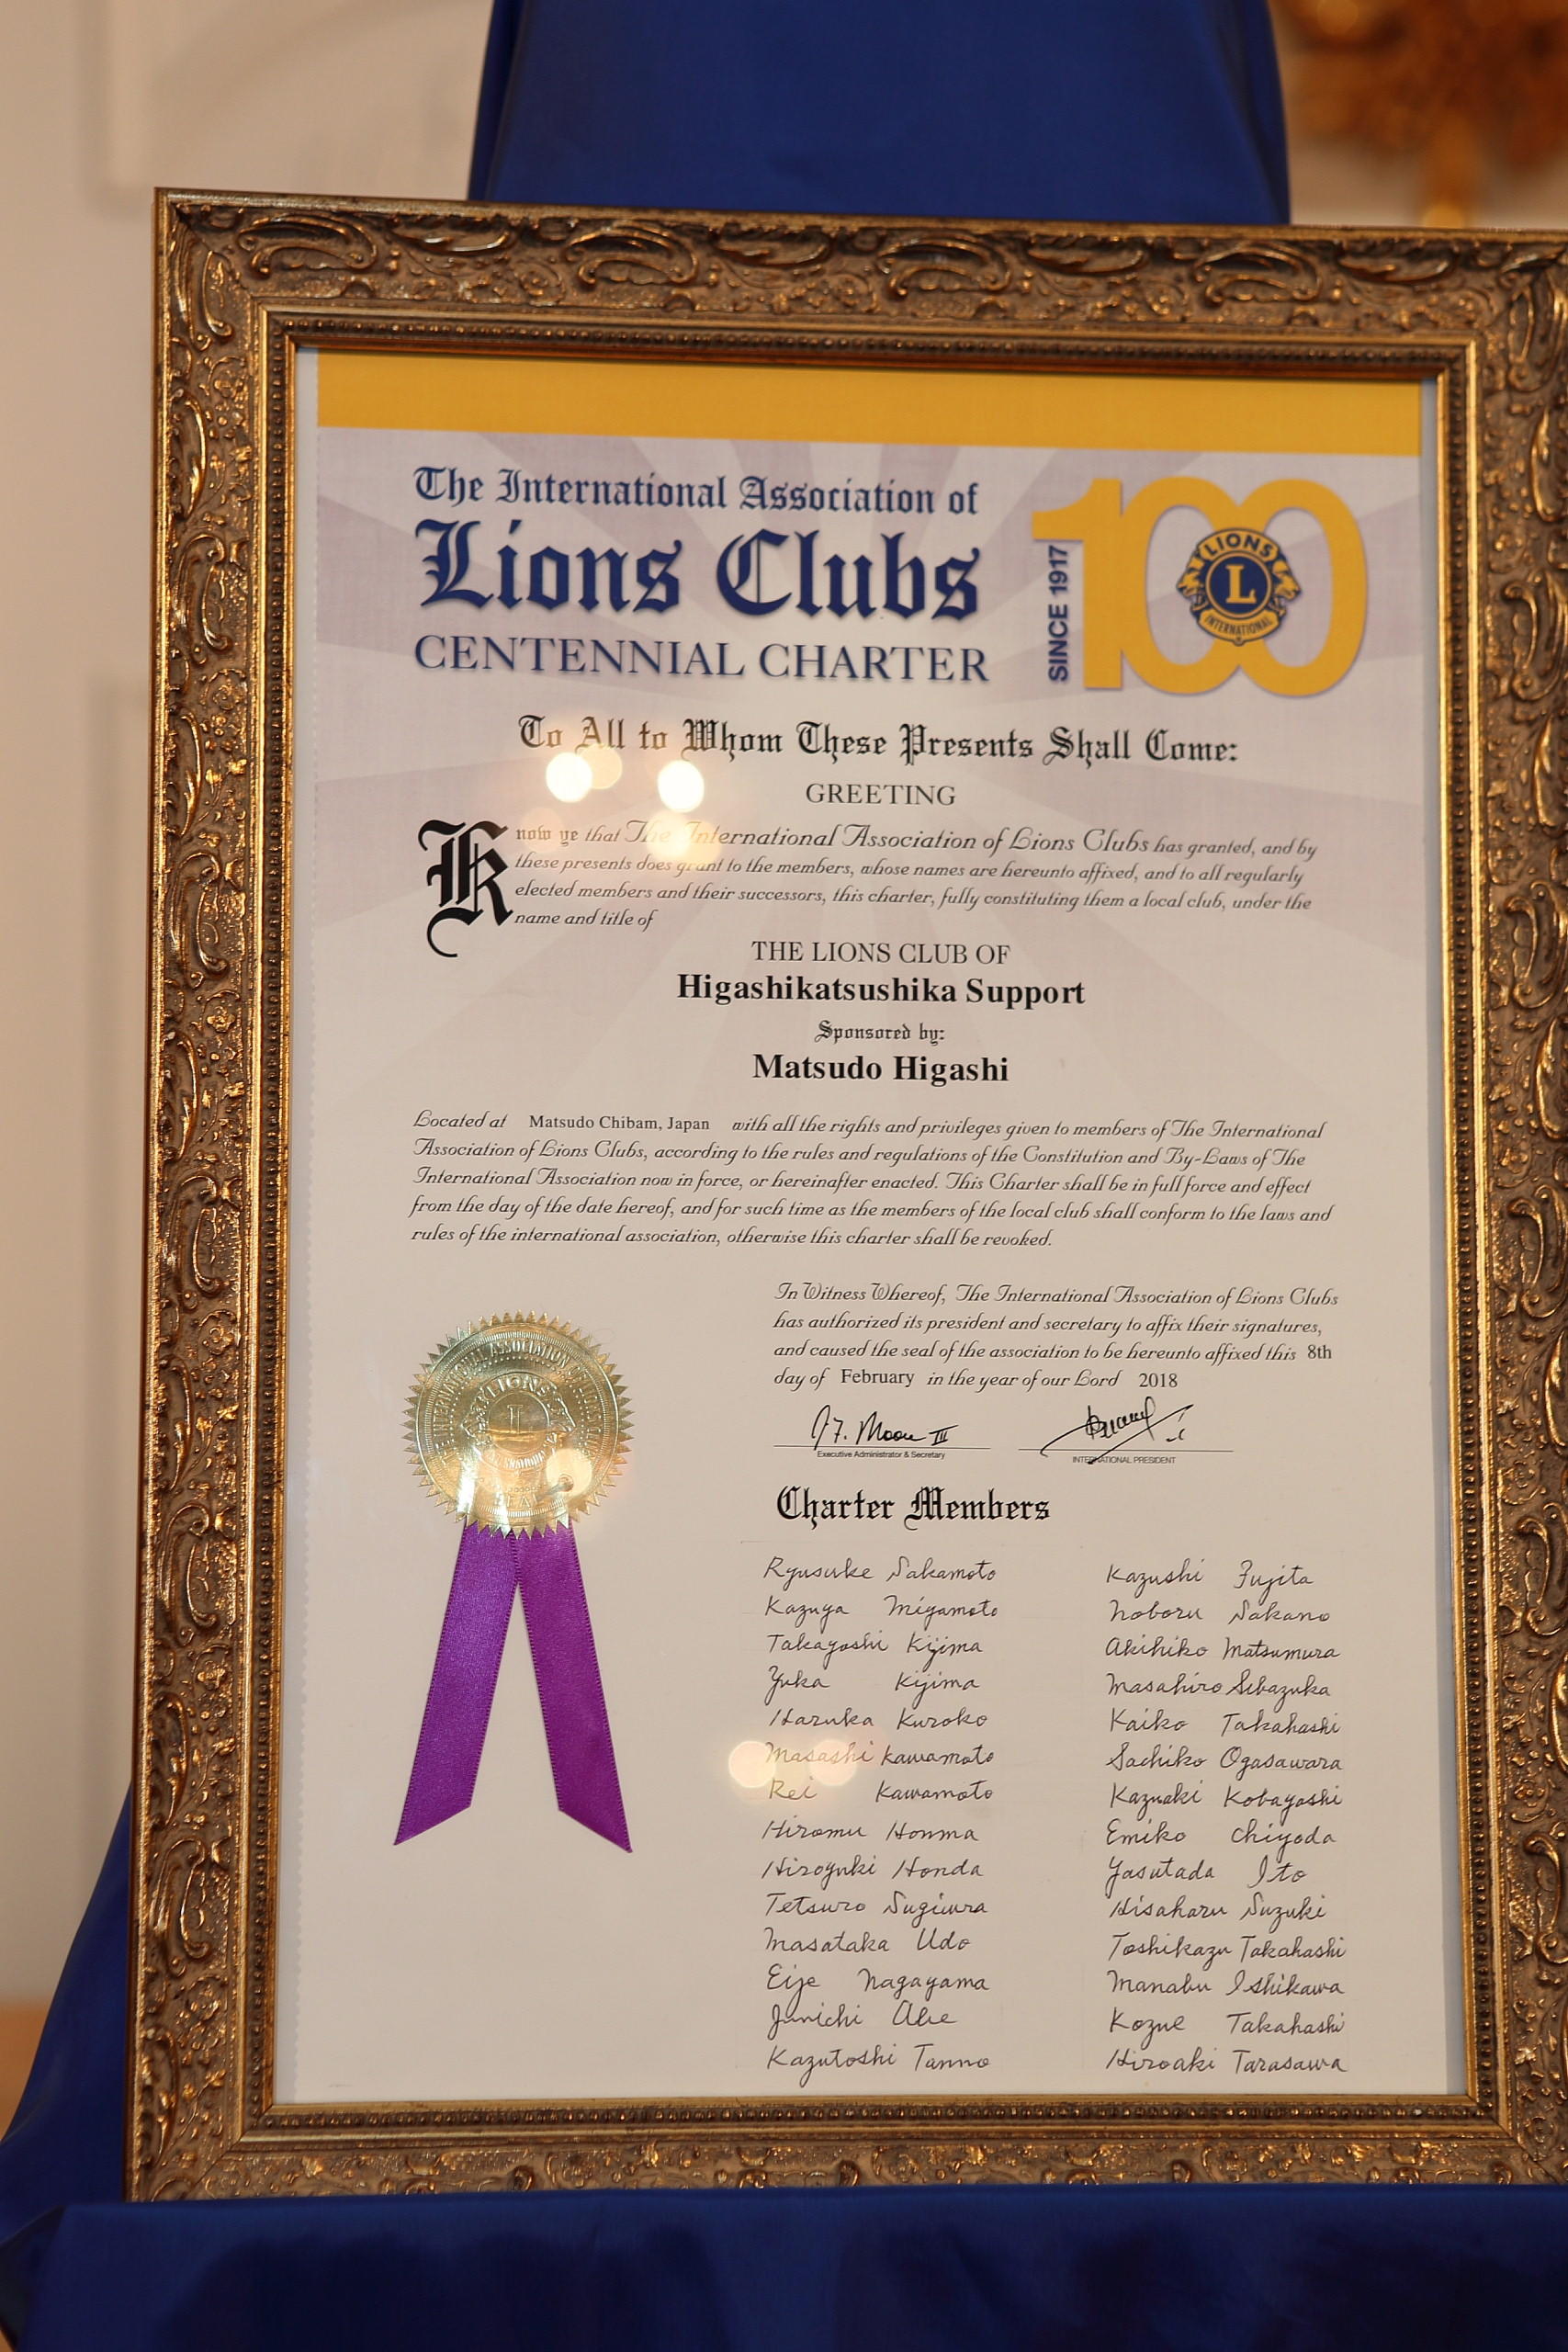 The International Association of
Lions Clubs
CENTENNIAL CHARTER
SINCE 1917
100
LIONS
L
INTERNATIONAL
To All to Whom These Presents Shall Come:
GREETING
Know ye that The International Association of Lions Clubs has granted, and by
these presents does grant to the members, whose names are hereunto affixed, and to all regularly
elected members and their successors, this charter, fully constituting them a local club, under the
name and title of
THE LIONS CLUB OF
Higashikatsushika Support
Sponsored by:
Matsudo Higashi
Located at Matsudo Chibam, Japan with all the rights and privileges given to members of The International
Association of Lions Clubs, according to the rules and regulations of the Constitution and By-Laws of The
International Association now in force, or hereinafter enacted. This Charter shall be in full force and effect
from the day of the date hereof, and for such time as the members of the local club shall conform to the laws and
rules of the international association, otherwise this charter shall be revoked.
In Witness Whereof, The International Association of Lions Clubs
has authorized its president and secretary to affix their signatures,
and caused the seal of the association to be hereunto affixed this 8th
day of February in the year of our Lord 2018
J.F. Moon III
Executive Administrator & Secretary
INTERNATIONAL PRESIDENT
LIONS
L
Charter Members
Ryusuke Sakamoto Kazushi Fujita
Kazuya Miyamoto Noboru Sakano
Takayoshi Kijima Akihiko Matsumura
Yuka Kijima Masahiro Sibazuka
Haruka Kuroko Kaiko Takahashi
Masashi Kawamoto Sachiko Ogasawara
Rei Kawamoto Kazuaki Kobayashi
Hiromu Honma Emiko Chiyoda
Hiroyuki Honda Yasutada Ito
Tetsuro Sugiura Hisaharu Suzuki
Masataka Udo Toshikazu Takahashi
Eije Nagayama Manabu Ishikawa
Junichi Abe Kozue Takahashi
Kazutoshi Tanno Hiroaki Tarasawa